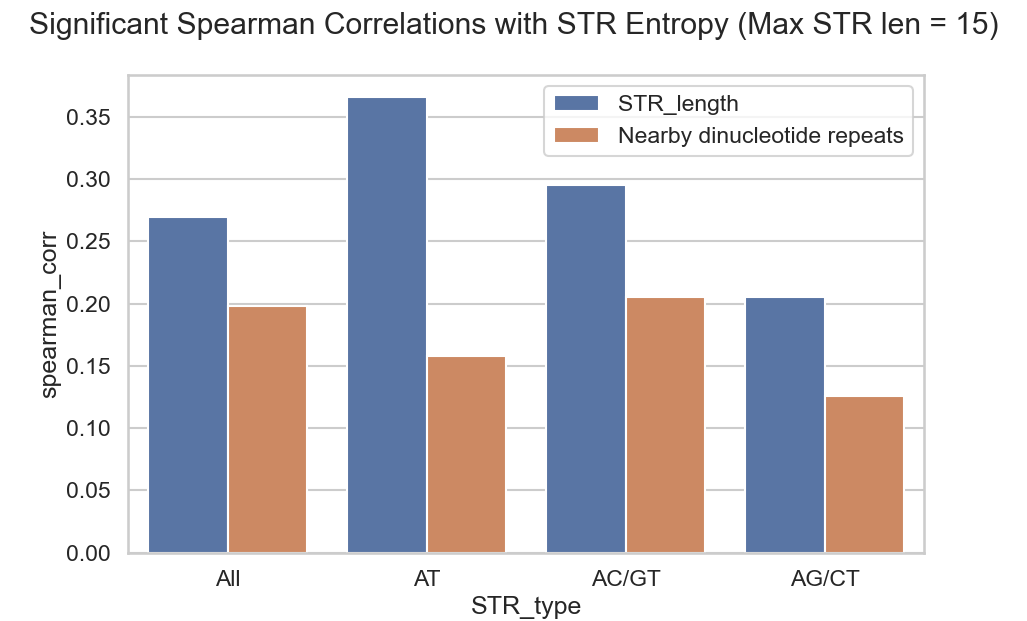 Significant Spearman Correlations with STR Entropy (Max STR len = 15)
STR_length
Nearby dinucleotide repeats
spearman_corr
0.35
0.30
0.25
0.20
0.15
0.10
0.05
0.00
All AT AC/GT AG/CT
STR_type